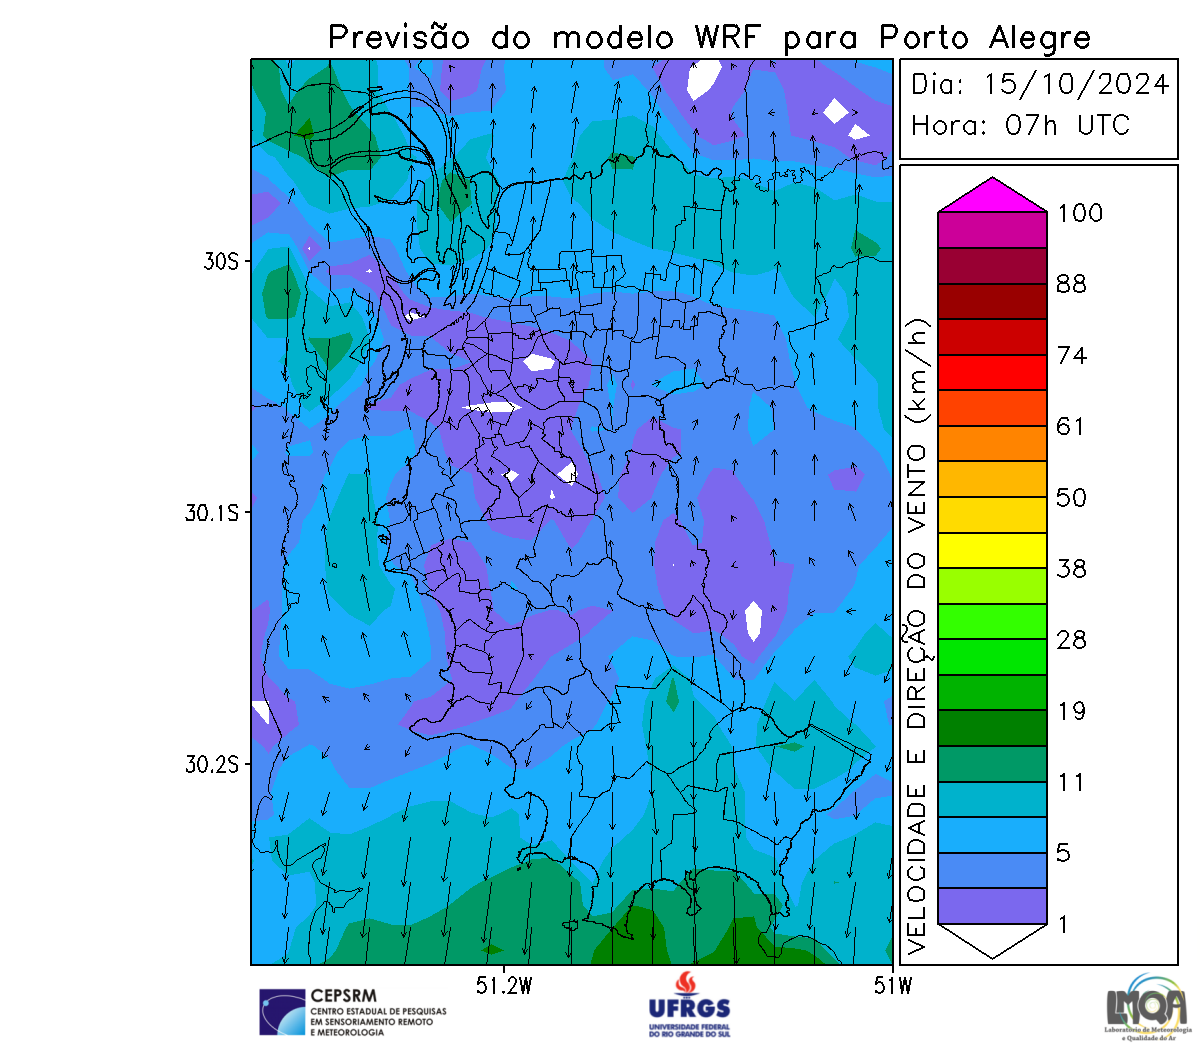 Previsão do modelo WRF para Porto Alegre
Dia: 15/10/2024
Hora: 07h UTC
30S
30.1S
30.2S
51.2W
51W
VELOCIDADE E DIREÇÃO DO VENTO (km/h)
100
88
74
61
50
38
28
19
11
5
1
CEPSRM
CENTRO ESTADUAL DE PESQUISAS
EM SENSORIAMENTO REMOTO
E METEOROLOGIA
UFRGS
UNIVERSIDADE FEDERAL
DO RIO GRANDE DO SUL
LMQA
Laboratório de Meteorologia
e Qualidade do Ar